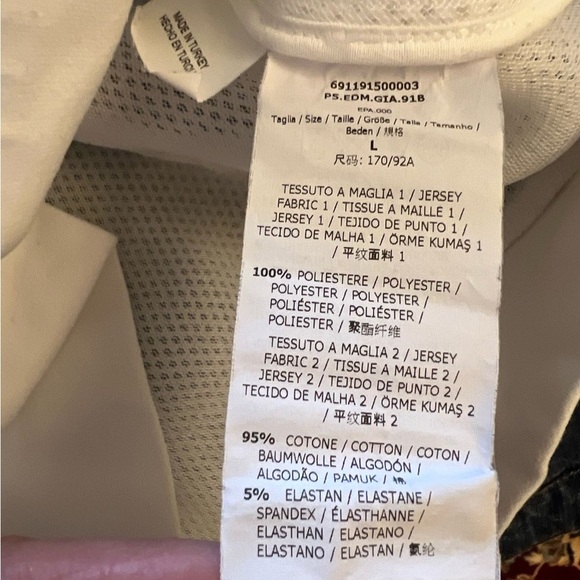 MADE IN TURKEY
HECHO EN
691191500003
PS.EDM.GIA.91B
EPA.000
Taglia / Size / Taille / Größe / Talla / Tamanho /
Beden / 规格
L
尺码: 170/92A
TESSUTO A MAGLIA 1 / JERSEY
FABRIC 1 / TISSUE A MAILLE 1 /
JERSEY 1 / TEJIDO DE PUNTO 1 /
TECIDO DE MALHA 1 / ÖRME KUMAŞ 1
/ 平纹面料 1
100% POLIESTERE / POLYESTER /
POLYESTER / POLYESTER /
POLIÉSTER / POLIÉSTER /
POLIESTER / 聚酯纤维
TESSUTO A MAGLIA 2 / JERSEY
FABRIC 2 / TISSUE A MAILLE 2 /
JERSEY 2 / TEJIDO DE PUNTO 2 /
TECIDO DE MALHA 2 / ÖRME KUMAŞ 2
/ 平纹面料 2
95% COTONE / COTTON / COTON /
BAUMWOLLE / ALGODÓN /
ALGODÃO / PAMUK / 棉
5% ELASTAN / ELASTANE /
SPANDEX / ÉLASTHANNE /
ELASTHAN / ELASTANO /
ELASTANO / ELASTAN / 氨纶